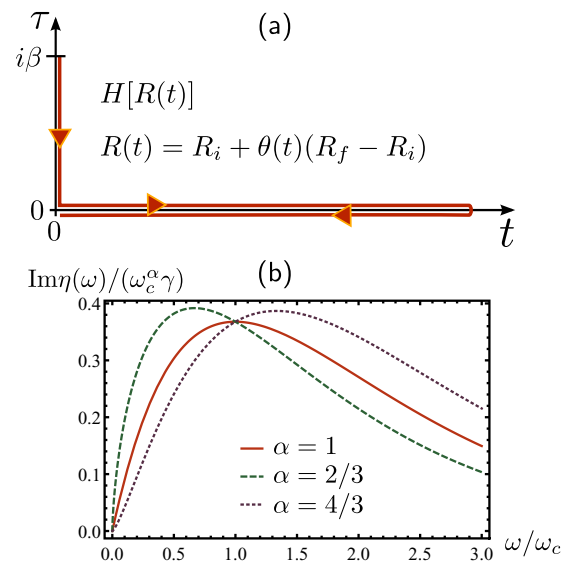 (a)
τ
iβ
H[R(t)]
R(t) = R_i + θ(t)(R_f − R_i)
0
0
t
(b)
Imη(ω)/(ω_c^α γ)
0.4
0.3
0.2
0.1
0.0
α = 1
α = 2/3
α = 4/3
0.0 0.5 1.0 1.5 2.0 2.5 3.0
ω/ω_c